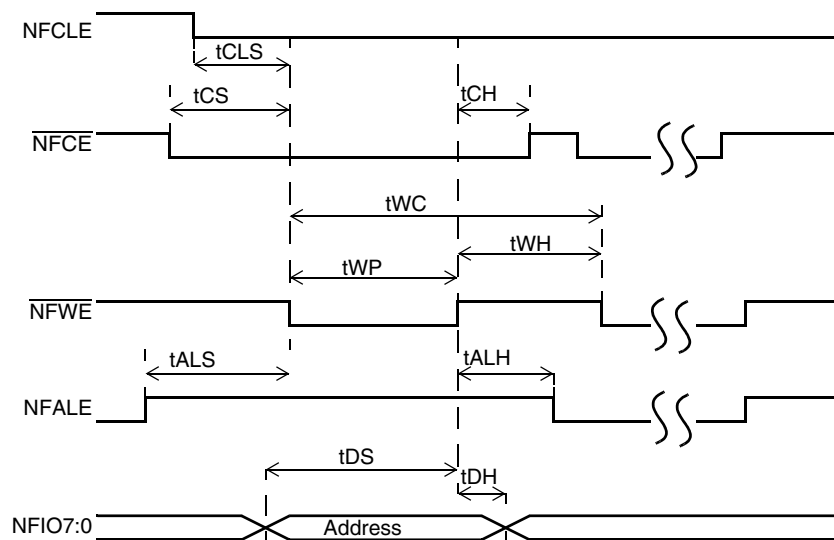 NFCLE
tCLS
tCS
tCH
NFCE
tWC
tWH
tWP
NFWE
tALS
tALH
NFALE
tDS
tDH
NFIO7:0
Address